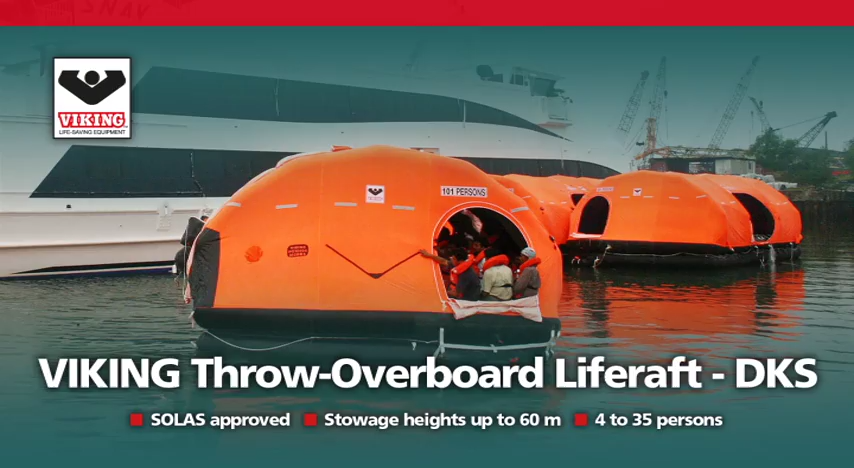 VIKING
LIFE-SAVING EQUIPMENT
101 PERSONS
VIKING Throw-Overboard Liferaft - DKS
SOLAS approved Stowage heights up to 60 m 4 to 35 persons